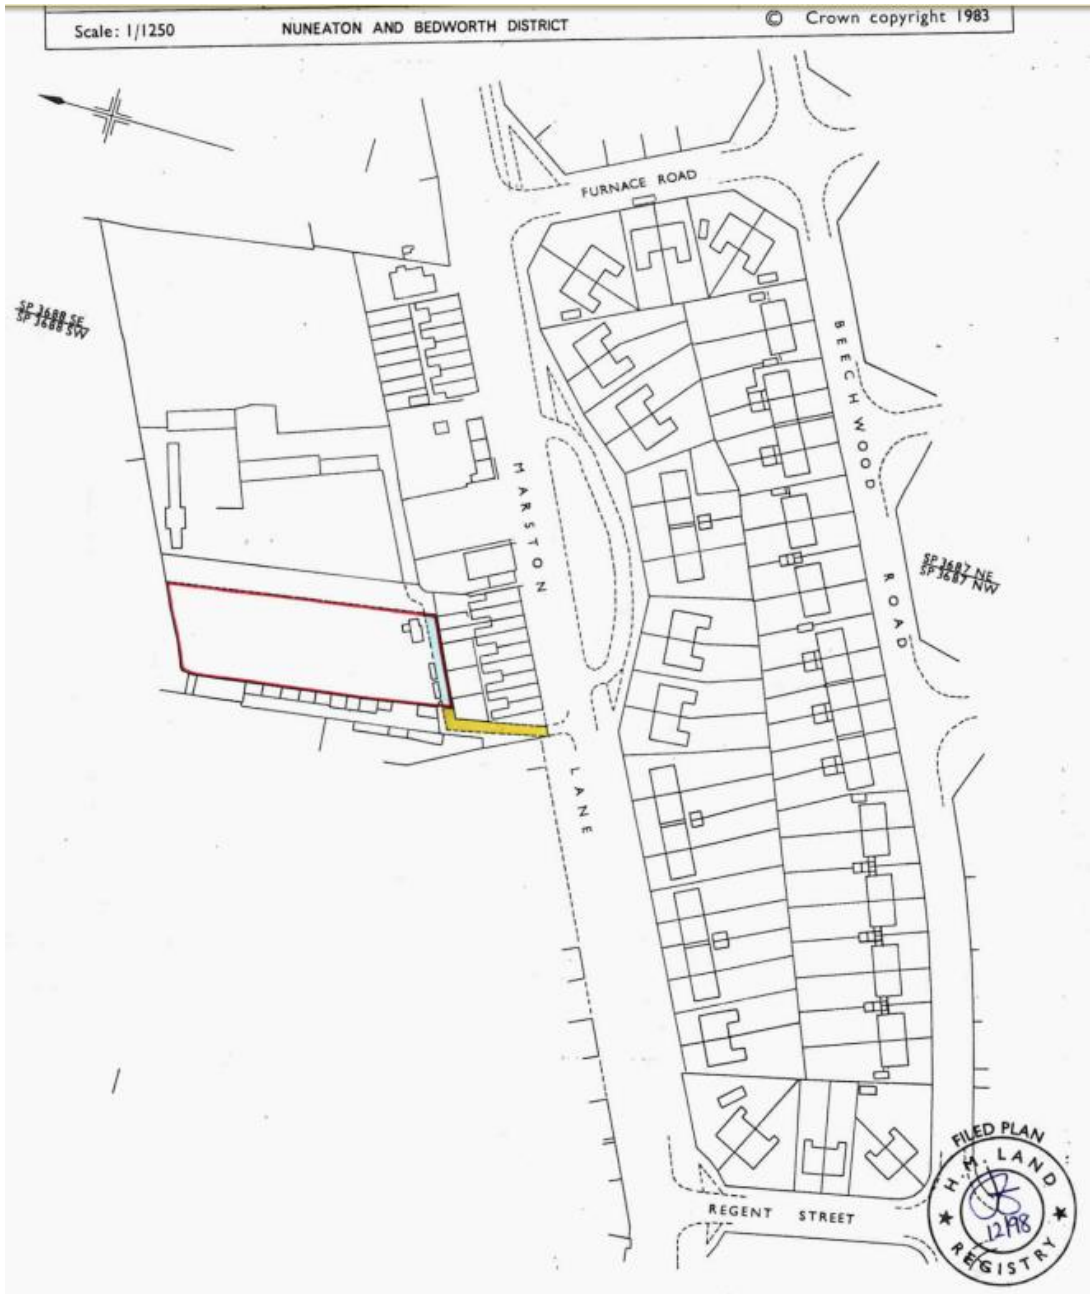 Scale: 1/1250
NUNEATON AND BEDWORTH DISTRICT
© Crown copyright 1983
FURNACE ROAD
SP 3688 SE
SP 3688 SW
BEECHWOOD ROAD
MARSTON LANE
SP 3687 NE
SP 3687 NW
FILED PLAN
H.M. LAND REGISTRY
12/98
REGENT STREET